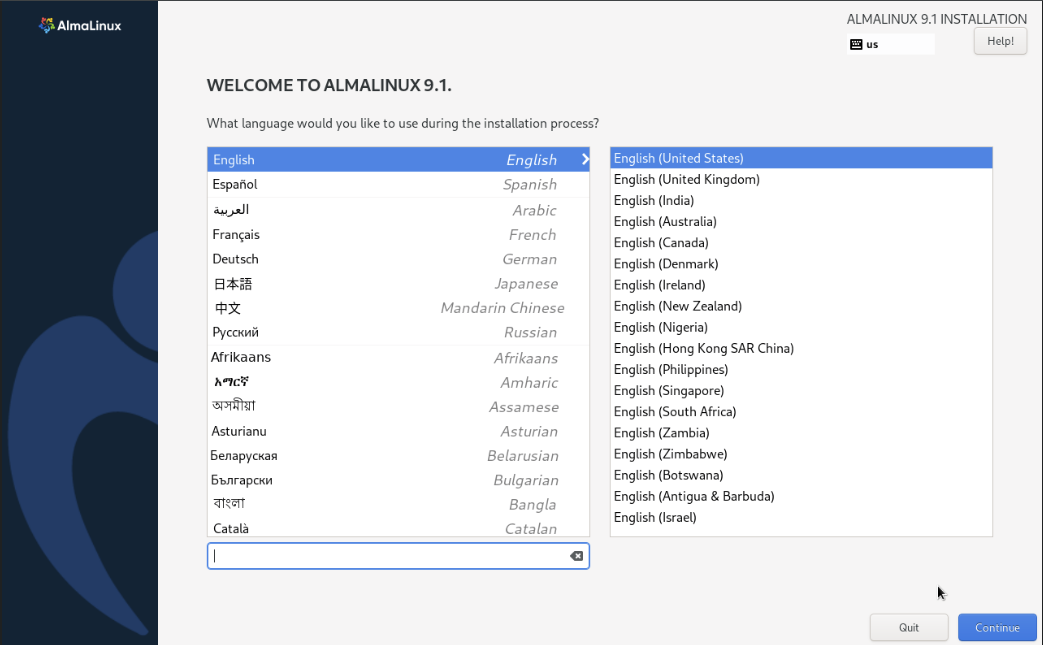 AlmaLinux
ALMALINUX 9.1 INSTALLATION
us
Help!
WELCOME TO ALMALINUX 9.1.
What language would you like to use during the installation process?
English English
Español Spanish
العربية Arabic
Français French
Deutsch German
日本語 Japanese
中文 Mandarin Chinese
Русский Russian
Afrikaans Afrikaans
አማርኛ Amharic
অসমীয়া Assamese
Asturianu Asturian
Беларуская Belarusian
Български Bulgarian
বাংলা Bangla
Català Catalan
English (United States)
English (United Kingdom)
English (India)
English (Australia)
English (Canada)
English (Denmark)
English (Ireland)
English (New Zealand)
English (Nigeria)
English (Hong Kong SAR China)
English (Philippines)
English (Singapore)
English (South Africa)
English (Zambia)
English (Zimbabwe)
English (Botswana)
English (Antigua & Barbuda)
English (Israel)
Quit
Continue